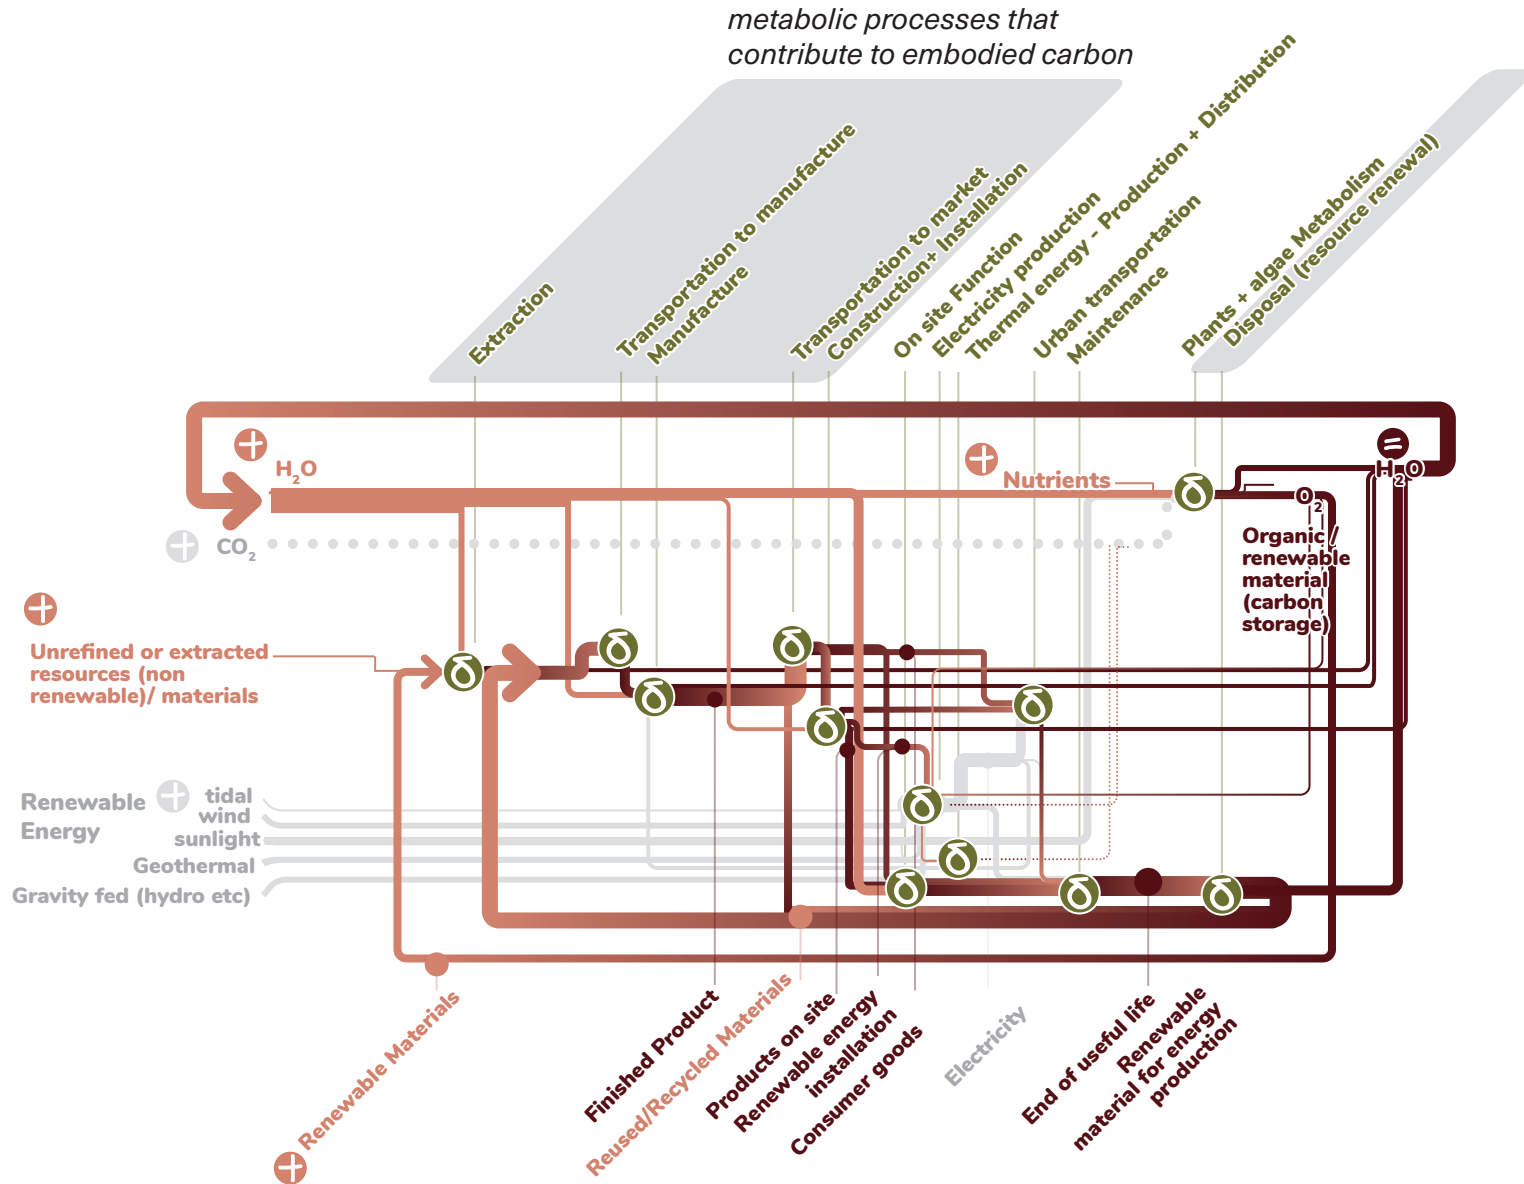 metabolic processes that
contribute to embodied carbon
Extraction
Transportation to manufacture
Manufacture
Transportation to market
Construction+ Installation
On site Function
Electricity production
Thermal energy - Production + Distribution
Urban transportation
Maintenance
Plants + algae Metabolism
Disposal (resource renewal)
H2O
Nutrients
H2O
O2
CO2
Organic /
renewable
material
(carbon
storage)
Unrefined or extracted
resources (non
renewable)/ materials
Renewable
Energy
tidal
wind
sunlight
Geothermal
Gravity fed (hydro etc)
Renewable Materials
Finished Product
Reused/Recycled Materials
Products on site
Renewable energy
installation
Consumer goods
Electricity
End of useful life
Renewable
material for energy
production